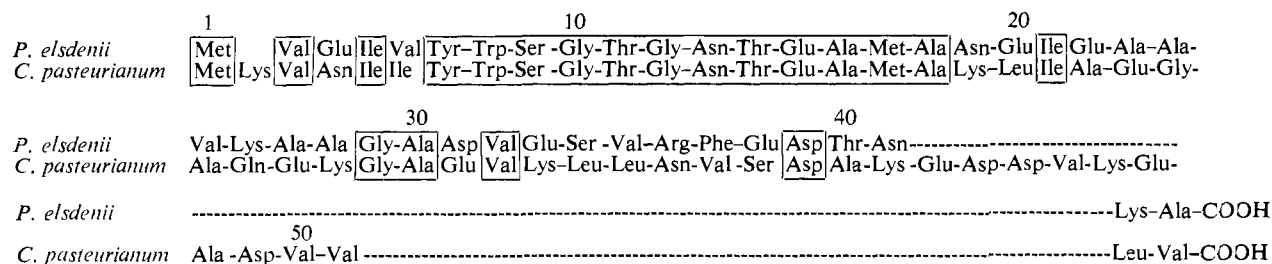 1 10 20
P. elsdenii Met Val Glu Ile Val Tyr-Trp-Ser-Gly-Thr-Gly-Asn-Thr-Glu-Ala-Met-Ala Asn-Glu Ile Glu-Ala-Ala-
C. pasteurianum Met Lys Val Asn Ile Ile Tyr-Trp-Ser-Gly-Thr-Gly-Asn-Thr-Glu-Ala-Met-Ala Lys-Leu Ile Ala-Glu-Gly-
30 40
P. elsdenii Val-Lys-Ala-Ala Gly-Ala Asp Val Glu-Ser-Val-Arg-Phe-Glu Asp Thr-Asn-----------------------------
C. pasteurianum Ala-Gln-Glu-Lys Gly-Ala Glu Val Lys-Leu-Leu-Asn-Val-Ser Asp Ala-Lys-Glu-Asp-Asp-Val-Lys-Glu-
P. elsdenii -----------------------------Lys-Ala-COOH
50
C. pasteurianum Ala-Asp-Val-Val-----------------------------Leu-Val-COOH